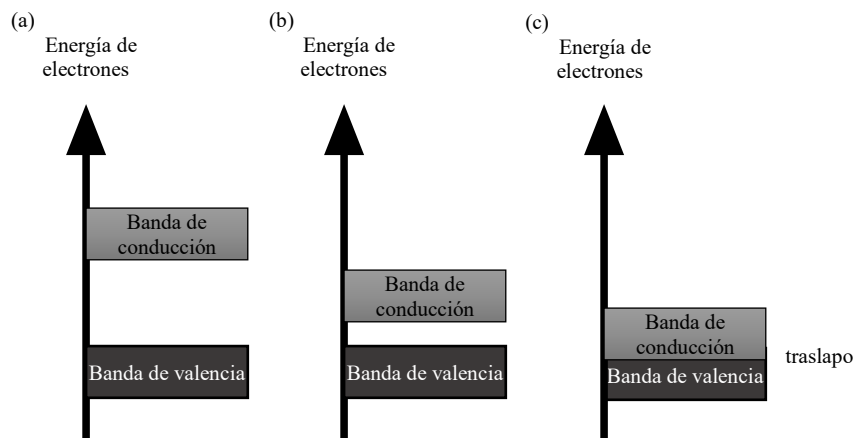 (a)
Energía de
electrones
Banda de
conducción
Banda de valencia
(b)
Energía de
electrones
Banda de
conducción
Banda de valencia
(c)
Energía de
electrones
Banda de
conducción
Banda de valencia
traslapo